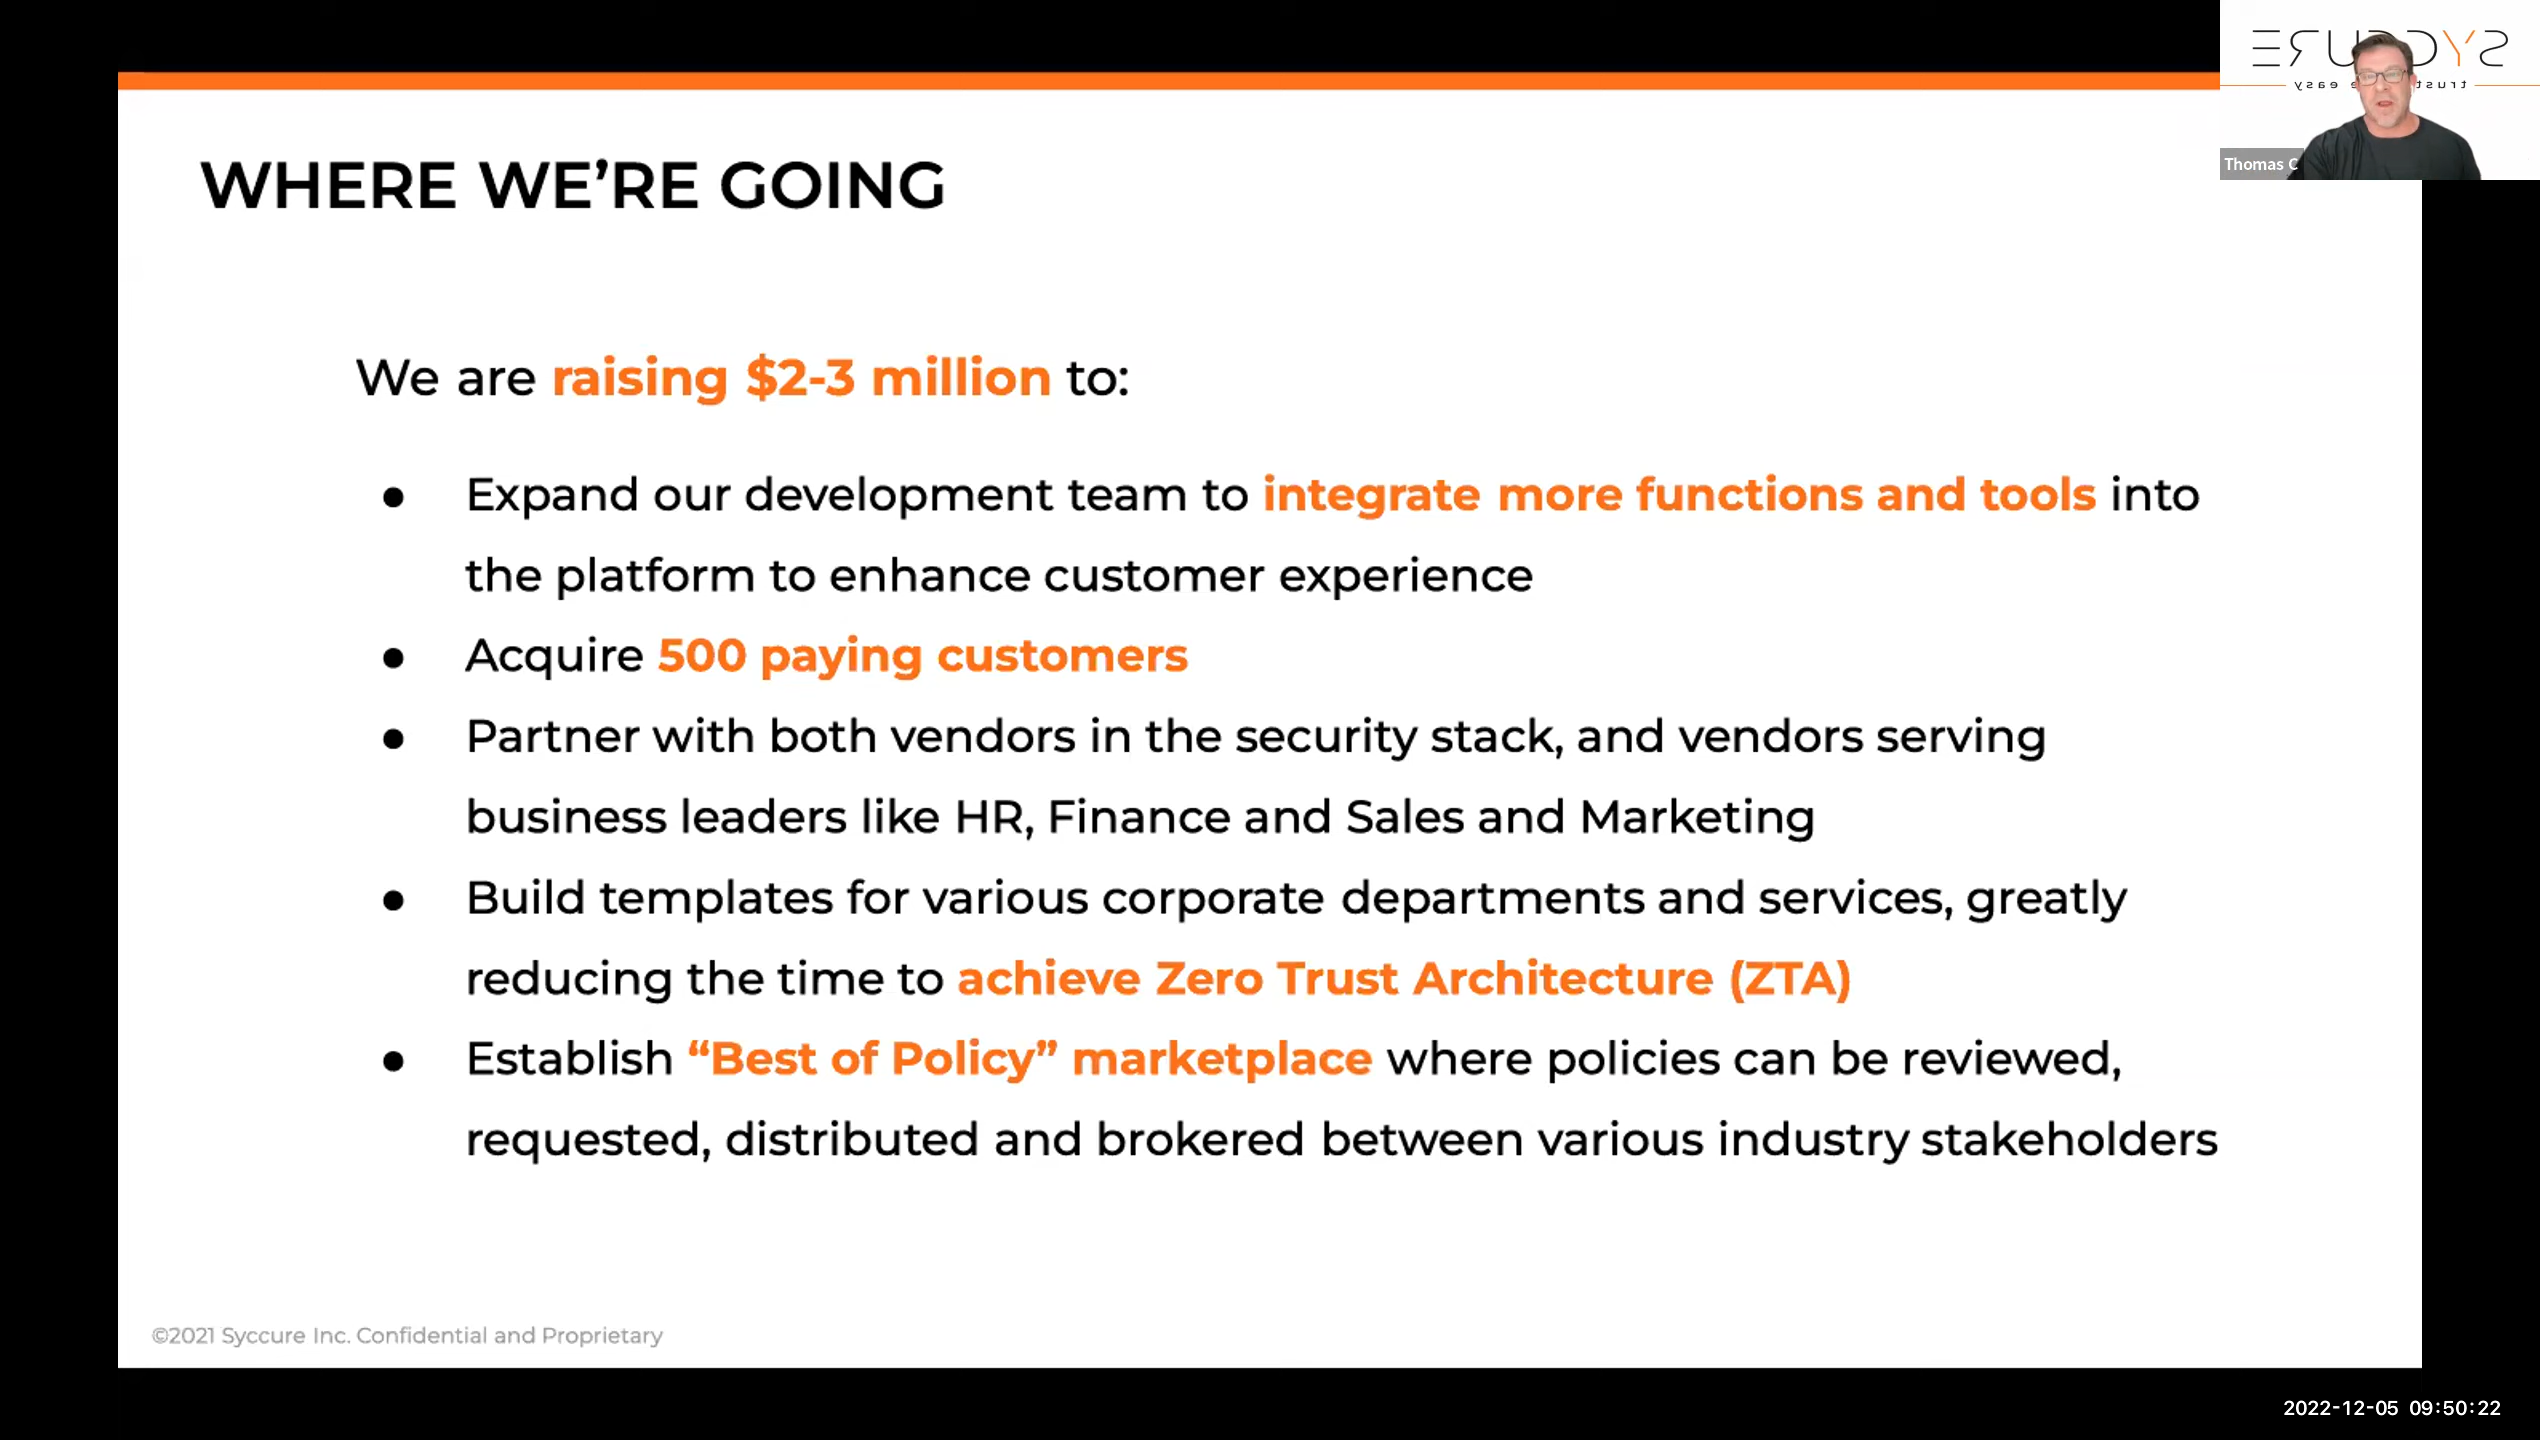 SYCCURE
trust easy
Thomas C
WHERE WE’RE GOING
We are raising $2-3 million to:
● Expand our development team to integrate more functions and tools into
the platform to enhance customer experience
● Acquire 500 paying customers
● Partner with both vendors in the security stack, and vendors serving
business leaders like HR, Finance and Sales and Marketing
● Build templates for various corporate departments and services, greatly
reducing the time to achieve Zero Trust Architecture (ZTA)
● Establish “Best of Policy” marketplace where policies can be reviewed,
requested, distributed and brokered between various industry stakeholders
©2021 Syccure Inc. Confidential and Proprietary
2022-12-05 09:50:22